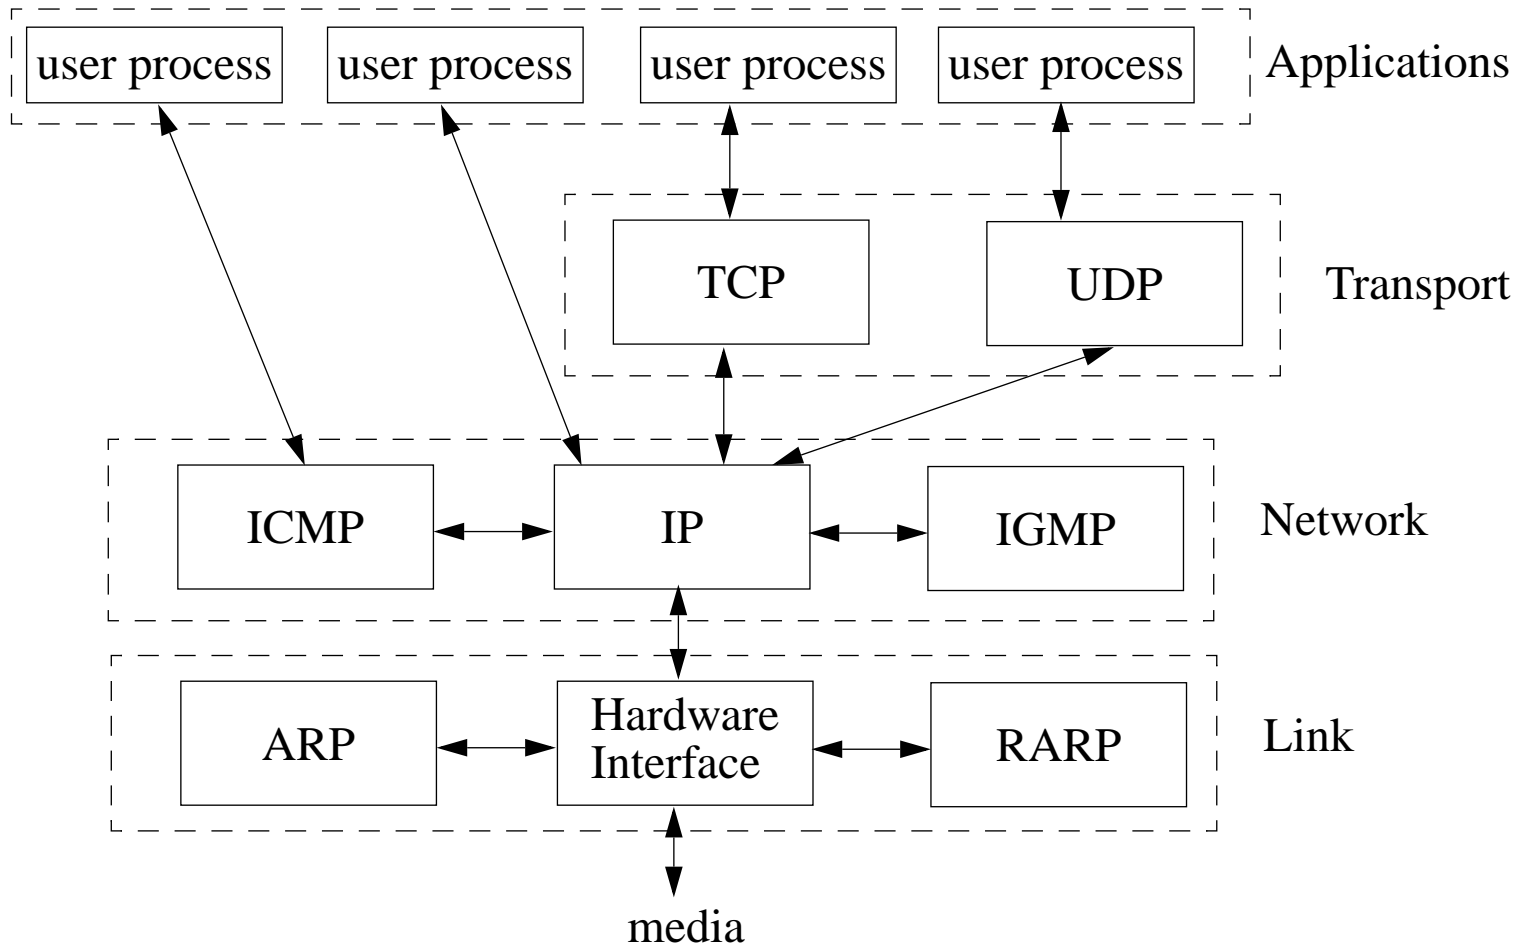 user process
user process
user process
user process
Applications
TCP
UDP
Transport
ICMP
IP
IGMP
Network
ARP
Hardware
Interface
RARP
Link
media